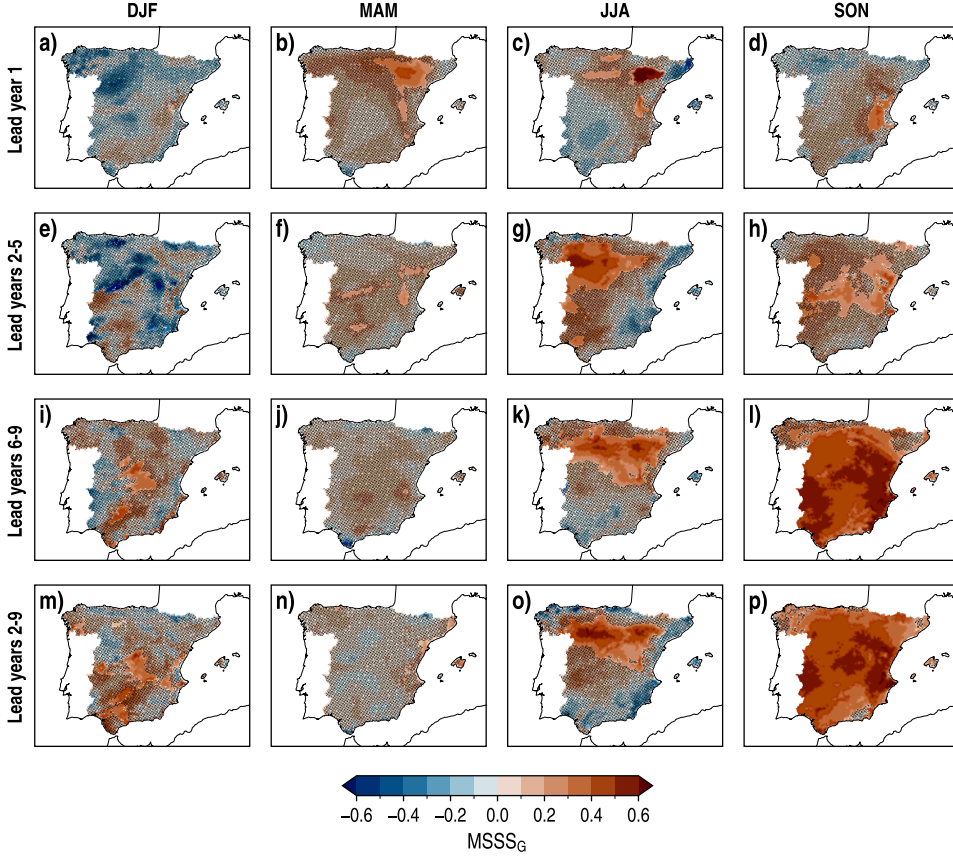 DJF MAM JJA SON
Lead year 1
a) b) c) d)
Lead years 2-5
e) f) g) h)
Lead years 6-9
i) j) k) l)
Lead years 2-9
m) n) o) p)
−0.6 −0.4 −0.2 0.0 0.2 0.4 0.6
MSSS_G